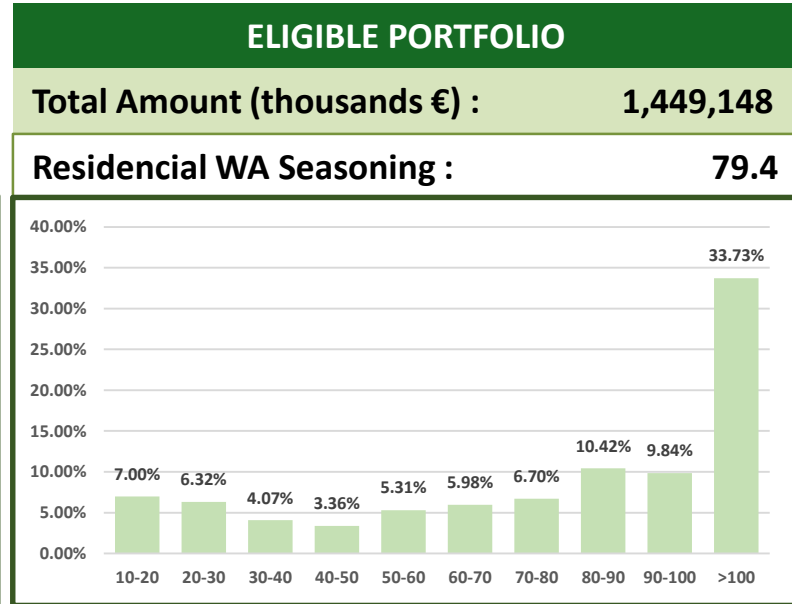 ELIGIBLE PORTFOLIO
Total Amount (thousands €) : 1,449,148
Residencial WA Seasoning : 79.4
40.00%
35.00%
30.00%
25.00%
20.00%
15.00%
10.00%
5.00%
0.00%
7.00% 6.32% 4.07% 3.36% 5.31% 5.98% 6.70% 10.42% 9.84% 33.73%
10-20 20-30 30-40 40-50 50-60 60-70 70-80 80-90 90-100 >100